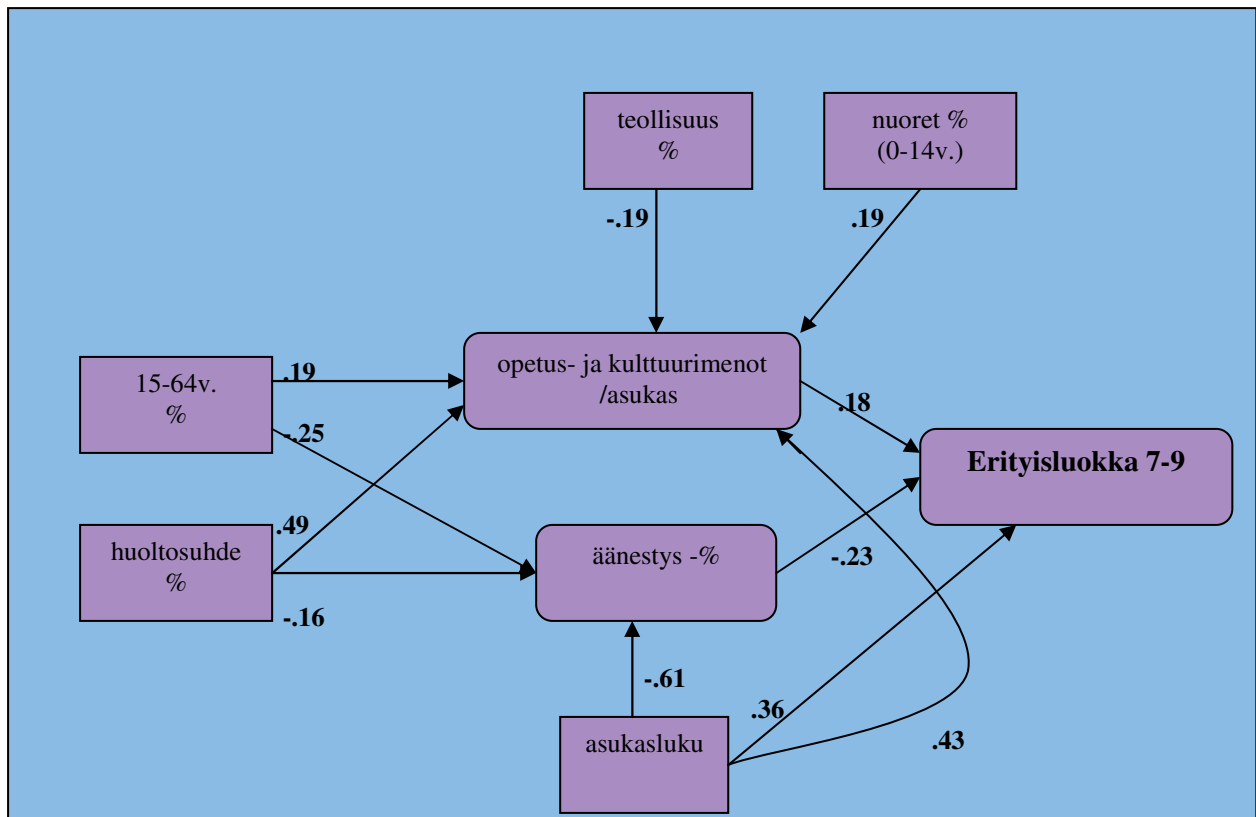 teollisuus
%
nuoret %
(0-14v.)
-.19
.19
opetus- ja kulttuurimenot
/asukas
15-64v.
%
.19
-.25
.18
Erityisluokka 7-9
huoltosuhde
%
.49
-.16
äänestys -%
-.23
-.61
.36
.43
asukasluku